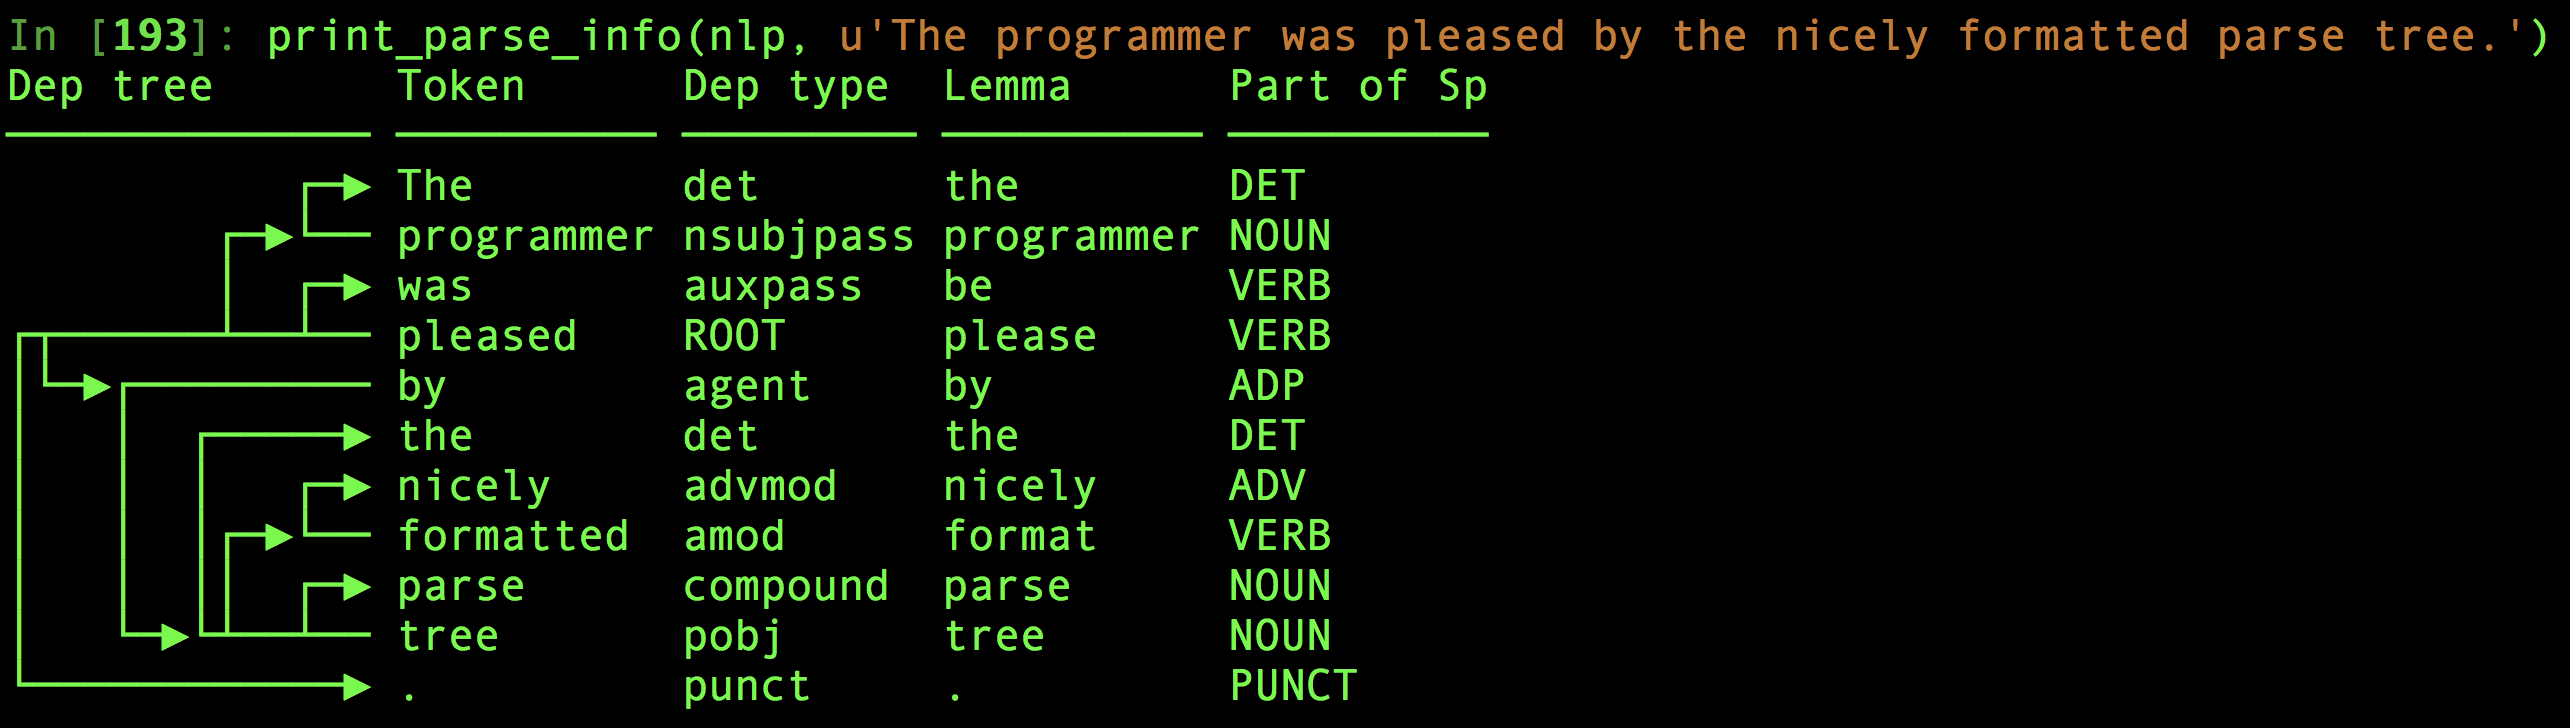 In [193]: print_parse_info(nlp, u'The programmer was pleased by the nicely formatted parse tree.')
Dep tree Token Dep type Lemma Part of Sp
The det the DET
programmer nsubjpass programmer NOUN
was auxpass be VERB
pleased ROOT please VERB
by agent by ADP
the det the DET
nicely advmod nicely ADV
formatted amod format VERB
parse compound parse NOUN
tree pobj tree NOUN
. punct . PUNCT